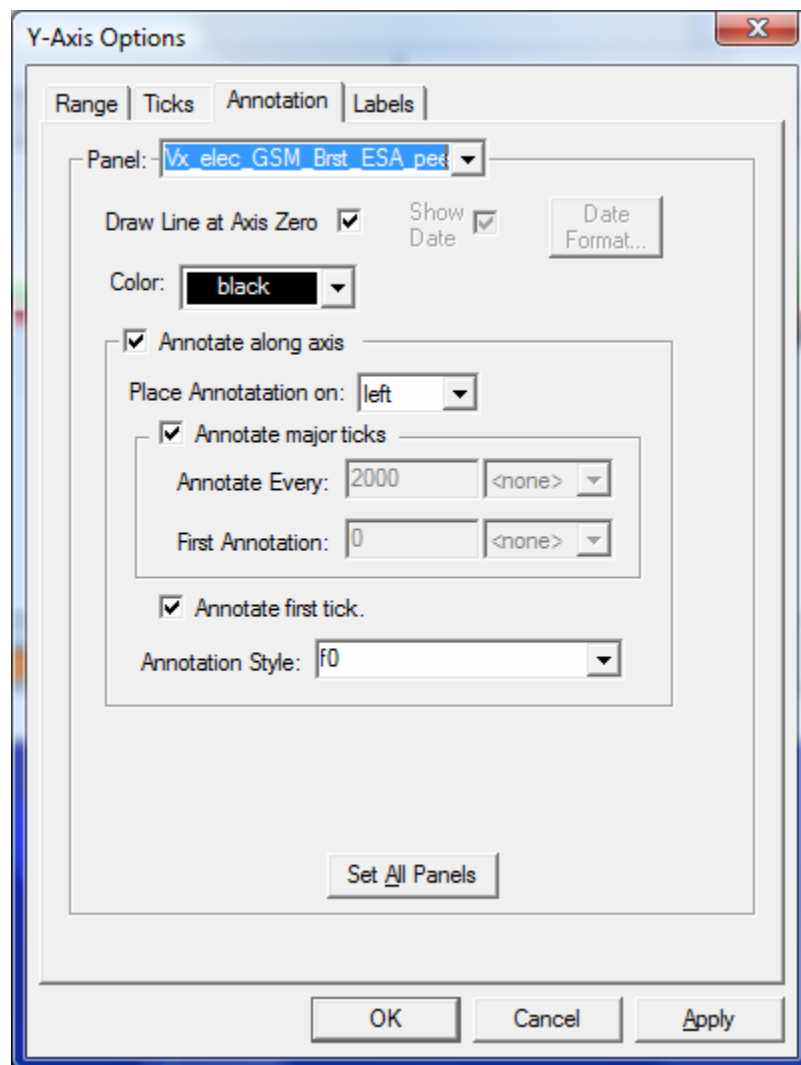 Y-Axis Options
Range Ticks Annotation Labels
Panel: Vx_elec_GSM_Brst_ESA_pee
Draw Line at Axis Zero Show Date Date Format...
Color: black
Annotate along axis
Place Annotatation on: left
Annotate major ticks
Annotate Every: 2000 <none>
First Annotation: 0 <none>
Annotate first tick.
Annotation Style: f0
Set All Panels
OK Cancel Apply